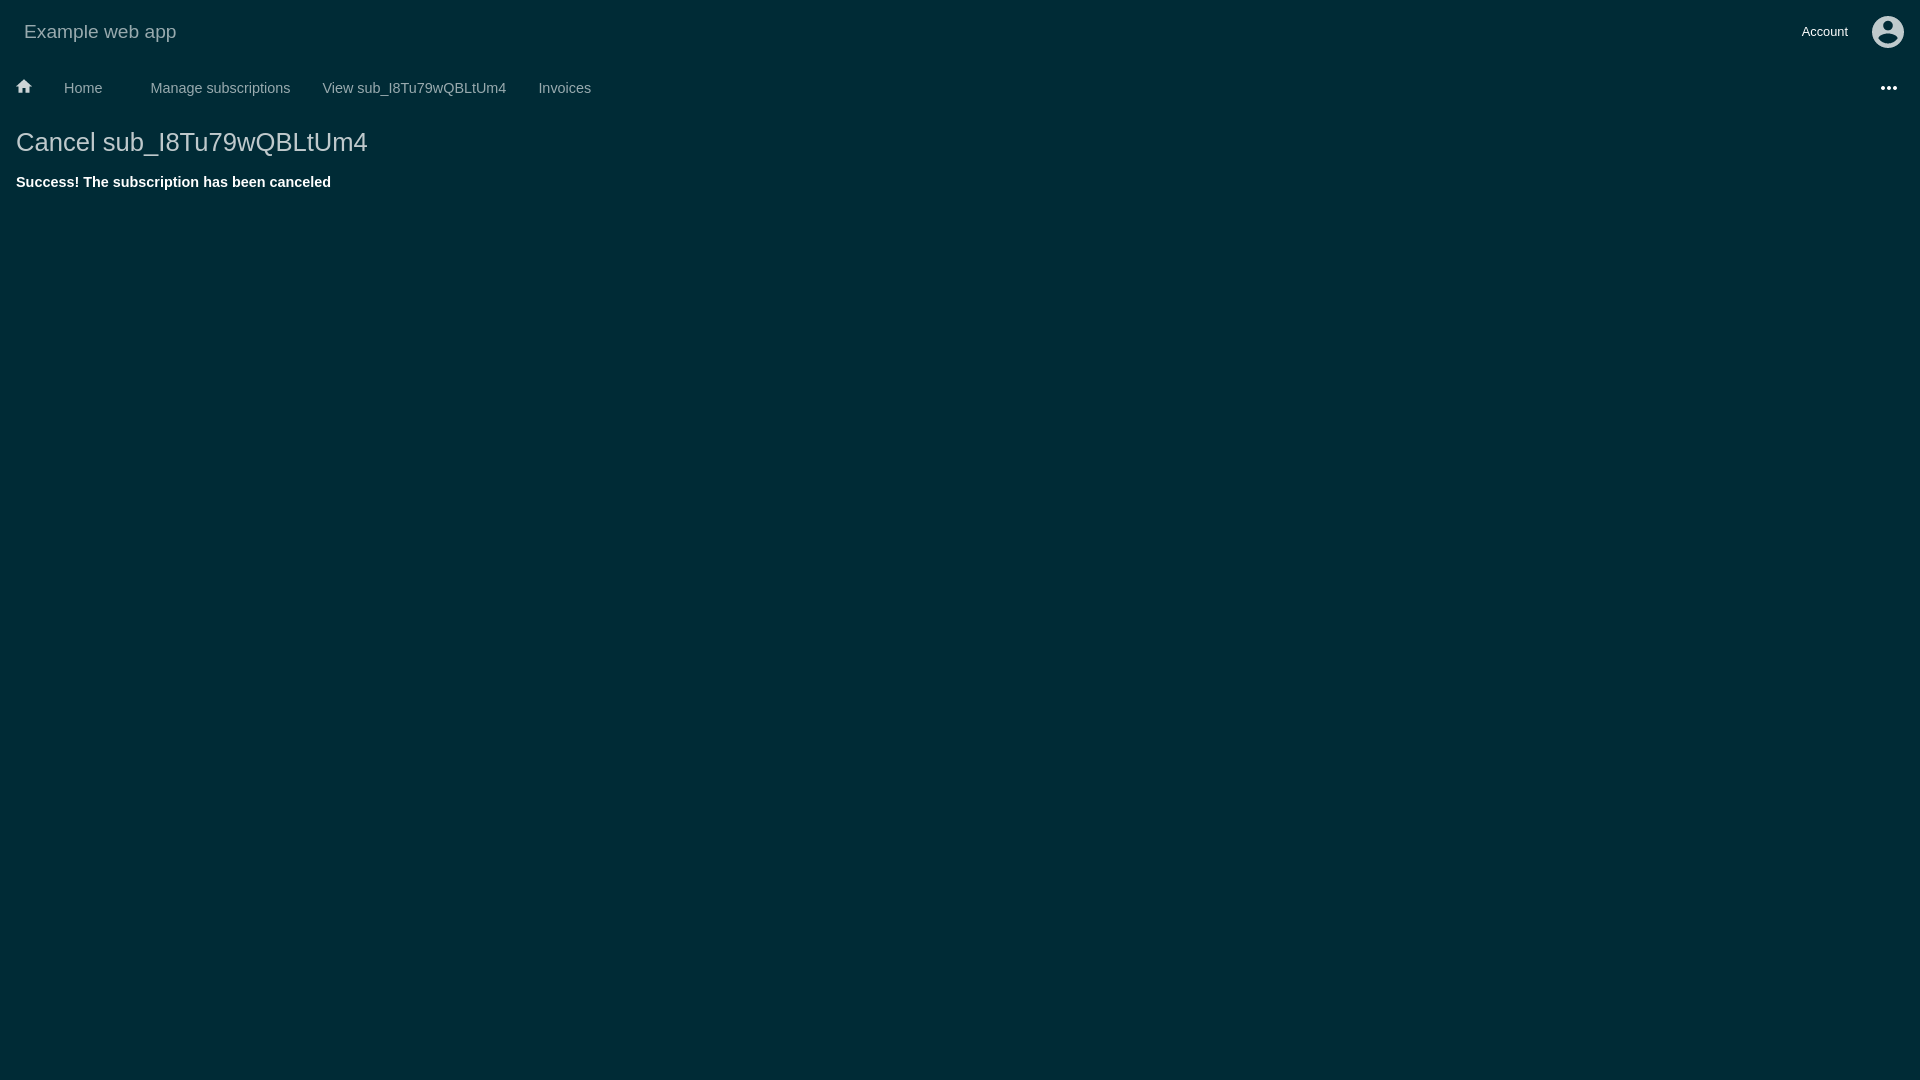 Example web app
Account
Home
Manage subscriptions
View sub_I8Tu79wQBLtUm4
Invoices
Cancel sub_I8Tu79wQBLtUm4
Success! The subscription has been canceled